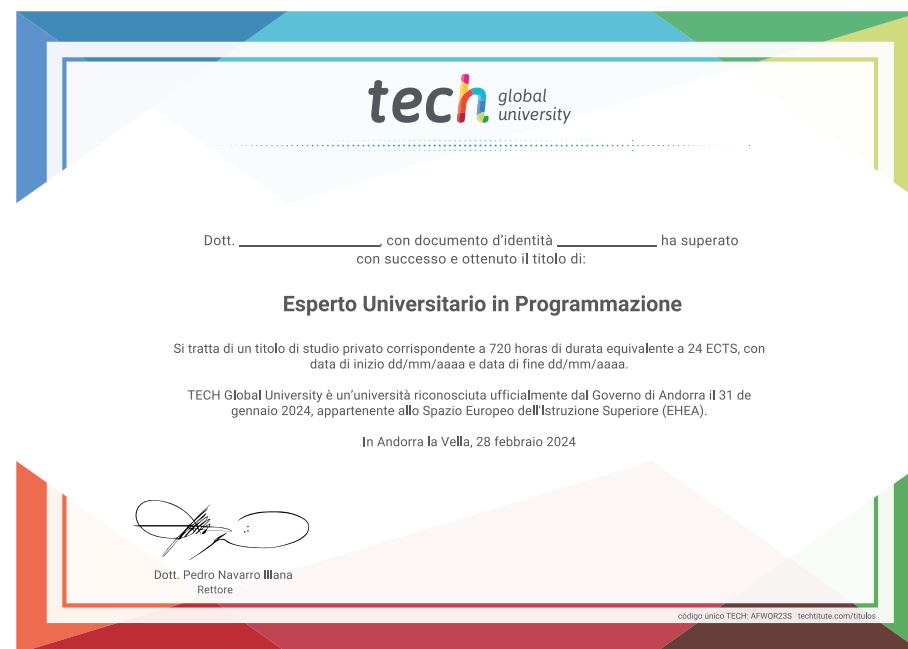 tech global
university
Dott. ____________________, con documento d'identità ______________ ha superato
con successo e ottenuto il titolo di:
Esperto Universitario in Programmazione
Si tratta di un titolo di studio privato corrispondente a 720 horas di durata equivalente a 24 ECTS, con
data di inizio dd/mm/aaaa e data di fine dd/mm/aaaa.
TECH Global University è un'università riconosciuta ufficialmente dal Governo di Andorra il 31 de
gennaio 2024, appartenente allo Spazio Europeo dell'Istruzione Superiore (EHEA).
In Andorra la Vella, 28 febbraio 2024
Dott. Pedro Navarro Illana
Rettore
código único TECH: AFWOR23S techtitute.com/titulos